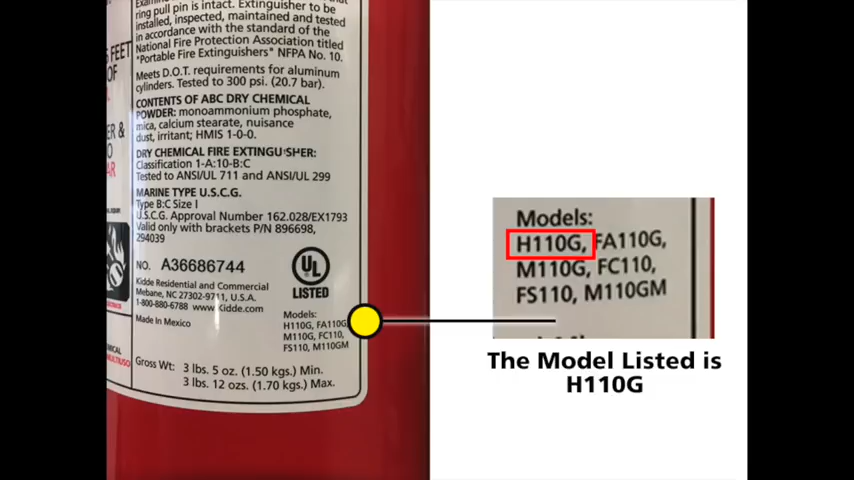 Examine
ring pull pin is intact. Extinguisher to be
installed, inspected, maintained and tested
in accordance with the standard of the
National Fire Protection Association titled
"Portable Fire Extinguishers" NFPA No. 10.
Meets D.O.T. requirements for aluminum
cylinders. Tested to 300 psi. (20.7 bar).
CONTENTS OF ABC DRY CHEMICAL
POWDER: monoammonium phosphate,
mica, calcium stearate, nuisance
dust, irritant; HMIS 1-0-0.
DRY CHEMICAL FIRE EXTINGUISHER:
Classification 1-A:10-B:C
Tested to ANSI/UL 711 and ANSI/UL 299
MARINE TYPE U.S.C.G.
Type B:C Size I
U.S.C.G. Approval Number 162.028/EX1793
Valid only with brackets P/N 896698,
294039
NO. A36686744
Kidde Residential and Commercial
Mebane, NC 27302-9711, U.S.A.
1-800-880-6788 www.Kidde.com
Made in Mexico
UL
LISTED
Models:
H110G, FA110G,
M110G, FC110,
FS110, M110GM
Gross Wt: 3 lbs. 5 oz. (1.50 kgs.) Min.
3 lbs. 12 ozs. (1.70 kgs.) Max.
FEET
OF
ER &
O
AR
Models:
H110G, FA110G,
M110G, FC110,
FS110, M110GM
The Model Listed is
H110G